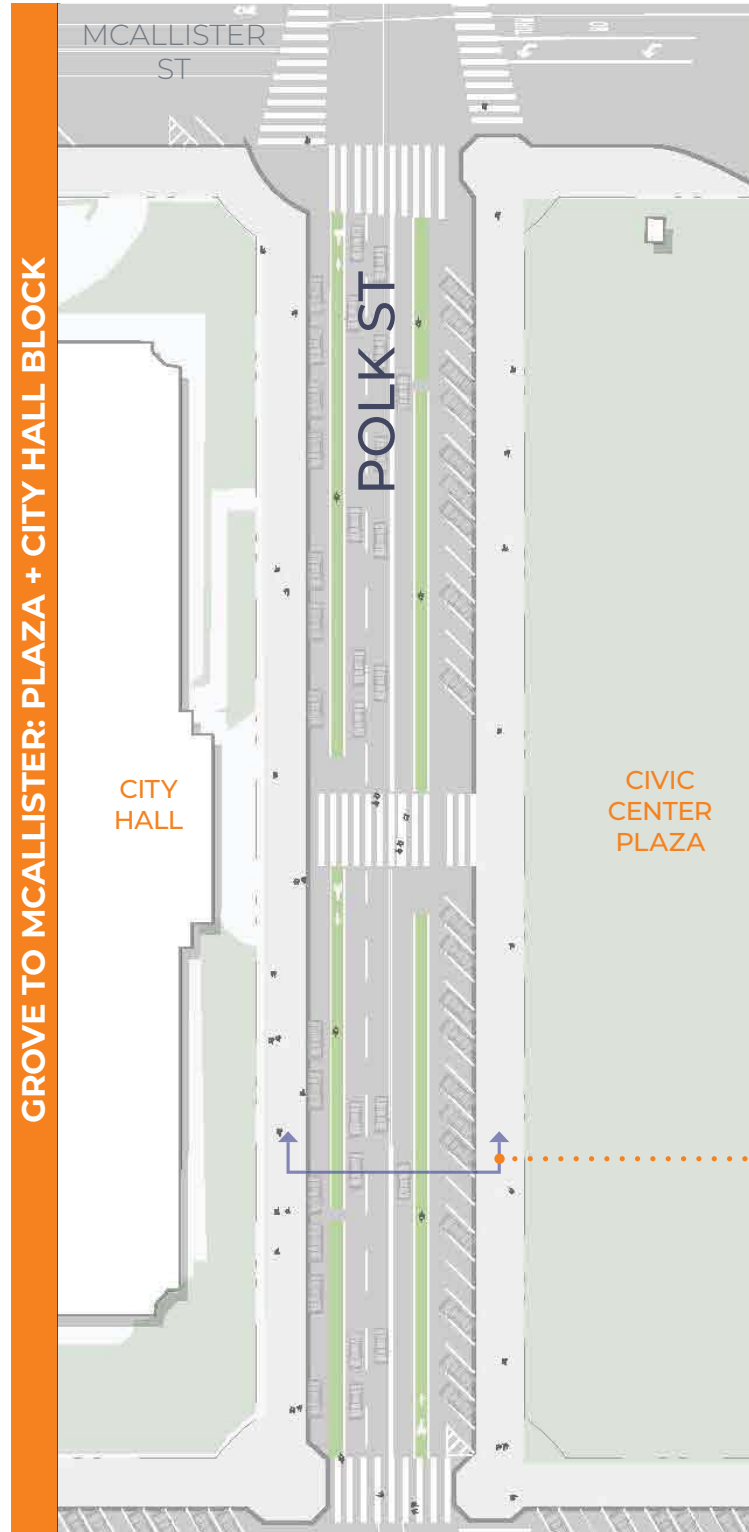 GROVE TO MCALLISTER: PLAZA + CITY HALL BLOCK
MCALLISTER
ST
POLK ST
CITY
HALL
CIVIC
CENTER
PLAZA